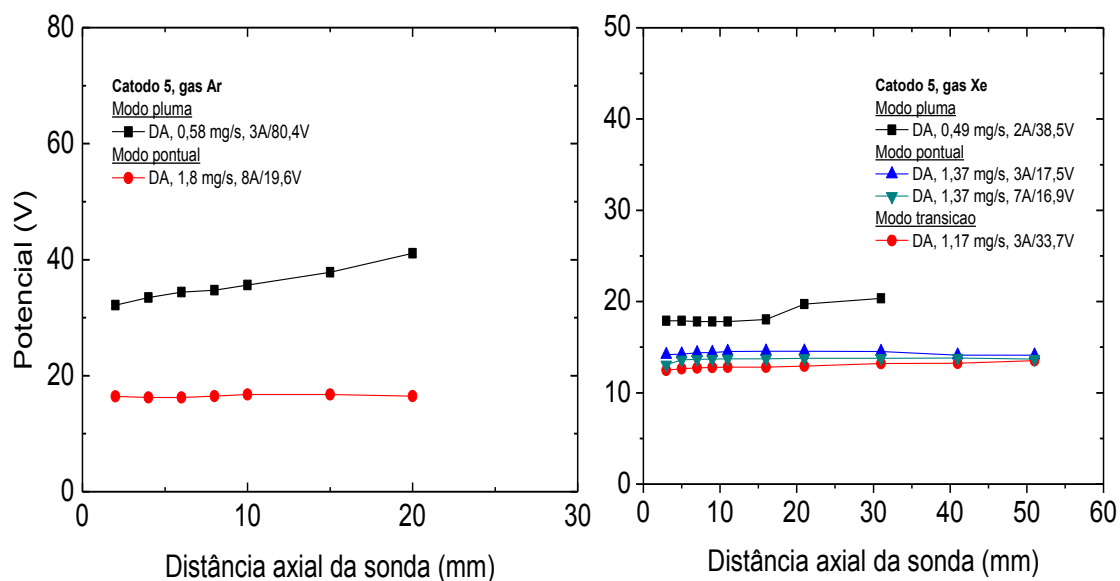 80
60
40
20
0
Potencial (V)
Catodo 5, gas Ar
Modo pluma
DA, 0,58 mg/s, 3A/80,4V
Modo pontual
DA, 1,8 mg/s, 8A/19,6V
0 10 20 30
Distância axial da sonda (mm)
50
40
30
20
10
0
Catodo 5, gas Xe
Modo pluma
DA, 0,49 mg/s, 2A/38,5V
Modo pontual
DA, 1,37 mg/s, 3A/17,5V
DA, 1,37 mg/s, 7A/16,9V
Modo transicao
DA, 1,17 mg/s, 3A/33,7V
0 10 20 30 40 50 60
Distância axial da sonda (mm)